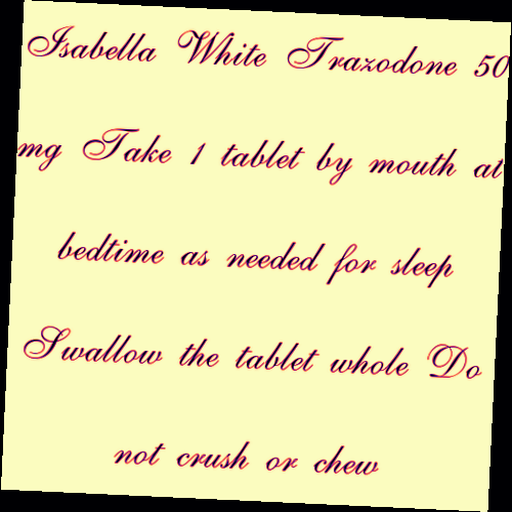 Isabella White Trazodone 50
mg Take 1 tablet by mouth at
bedtime as needed for sleep
Swallow the tablet whole Do
not crush or chew